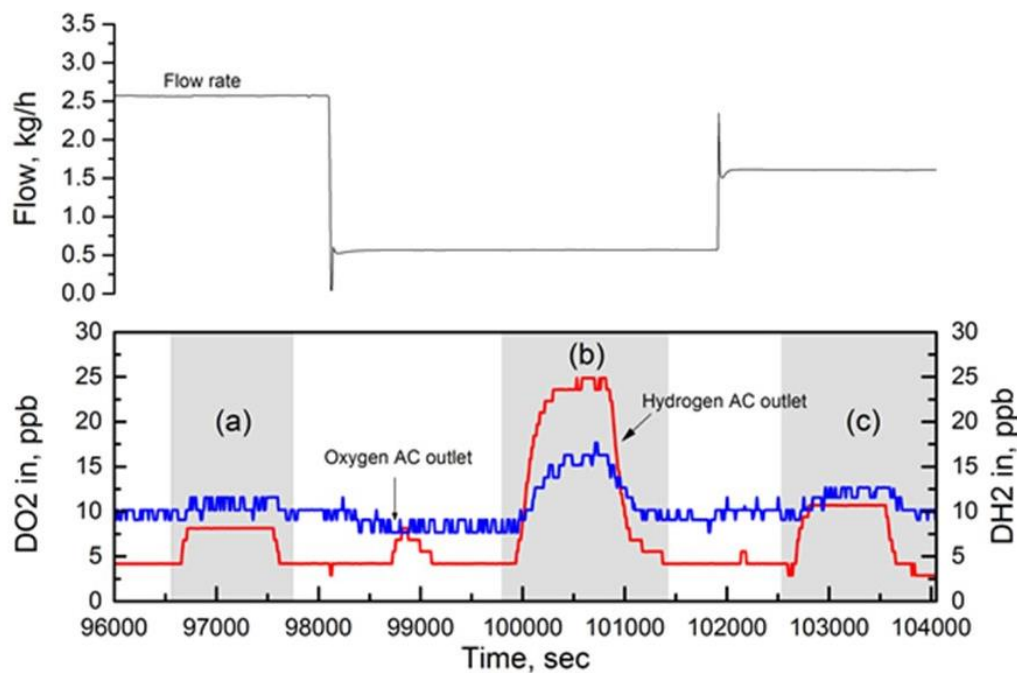 3.5
3.0
2.5
2.0
1.5
1.0
0.5
0.0
Flow, kg/h
Flow rate
30
25
20
15
10
5
0
DO2 in, ppb
(a)
(b)
(c)
Oxygen AC outlet
Hydrogen AC outlet
30
25
20
15
10
5
0
DH2 in, ppb
96000 97000 98000 99000 100000 101000 102000 103000 104000
Time, sec